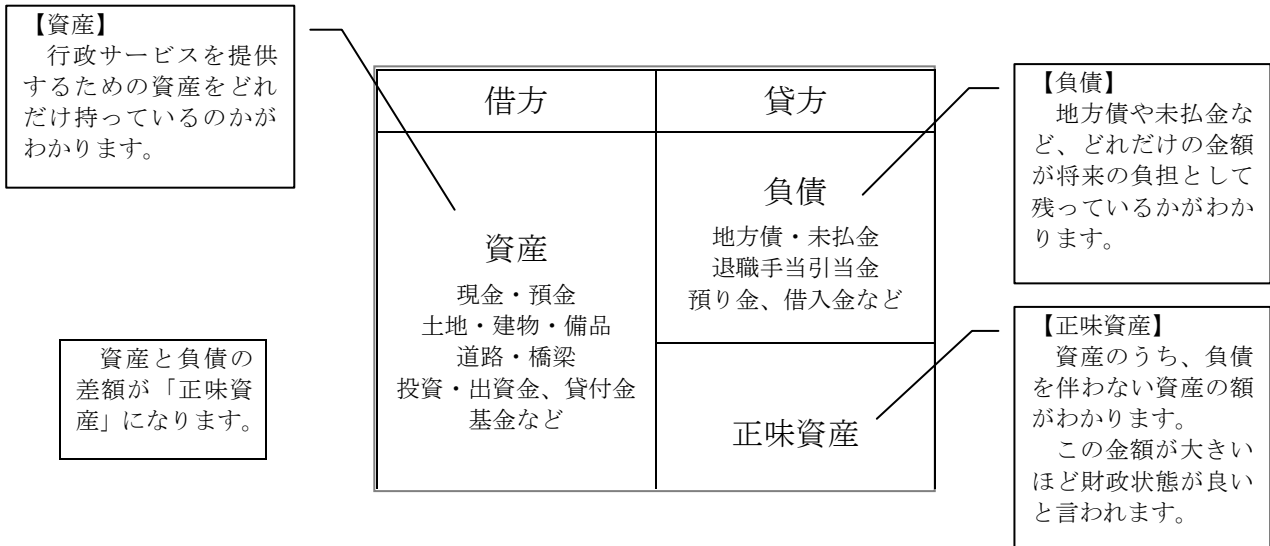 【資産】
行政サービスを提供
するための資産をどれ
だけ持っているのかが
わかります。
借方
貸方
資産
現金・預金
土地・建物・備品
道路・橋梁
投資・出資金、貸付金
基金など
負債
地方債・未払金
退職手当引当金
預り金、借入金など
正味資産
【負債】
地方債や未払金な
ど、どれだけの金額
が将来の負担として
残っているかがわか
ります。
【正味資産】
資産のうち、負債
を伴わない資産の額
がわかります。
この金額が大きい
ほど財政状態が良い
と言われます。
資産と負債の
差額が「正味資
産」になります。